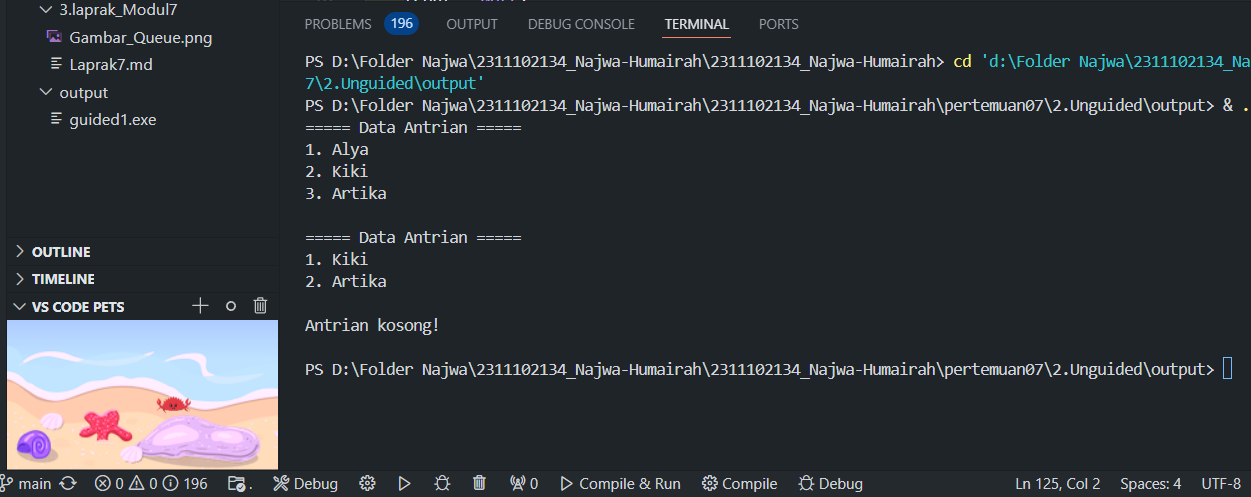 3.laprak_Modul7
Gambar_Queue.png
Laprak7.md
output
guided1.exe
OUTLINE
TIMELINE
VS CODE PETS
PROBLEMS 196 OUTPUT DEBUG CONSOLE TERMINAL PORTS
PS D:\Folder Najwa\2311102134_Najwa-Humairah\2311102134_Najwa-Humairah> cd 'd:\Folder Najwa\2311102134_Na
7\2.Unguided\output'
PS D:\Folder Najwa\2311102134_Najwa-Humairah\2311102134_Najwa-Humairah\pertemuan07\2.Unguided\output> & .
===== Data Antrian =====
1. Alya
2. Kiki
3. Artika
===== Data Antrian =====
1. Kiki
2. Artika
Antrian kosong!
PS D:\Folder Najwa\2311102134_Najwa-Humairah\2311102134_Najwa-Humairah\pertemuan07\2.Unguided\output>
main 0 0 196 . Debug 0 Compile & Run Compile Debug Ln 125, Col 2 Spaces: 4 UTF-8